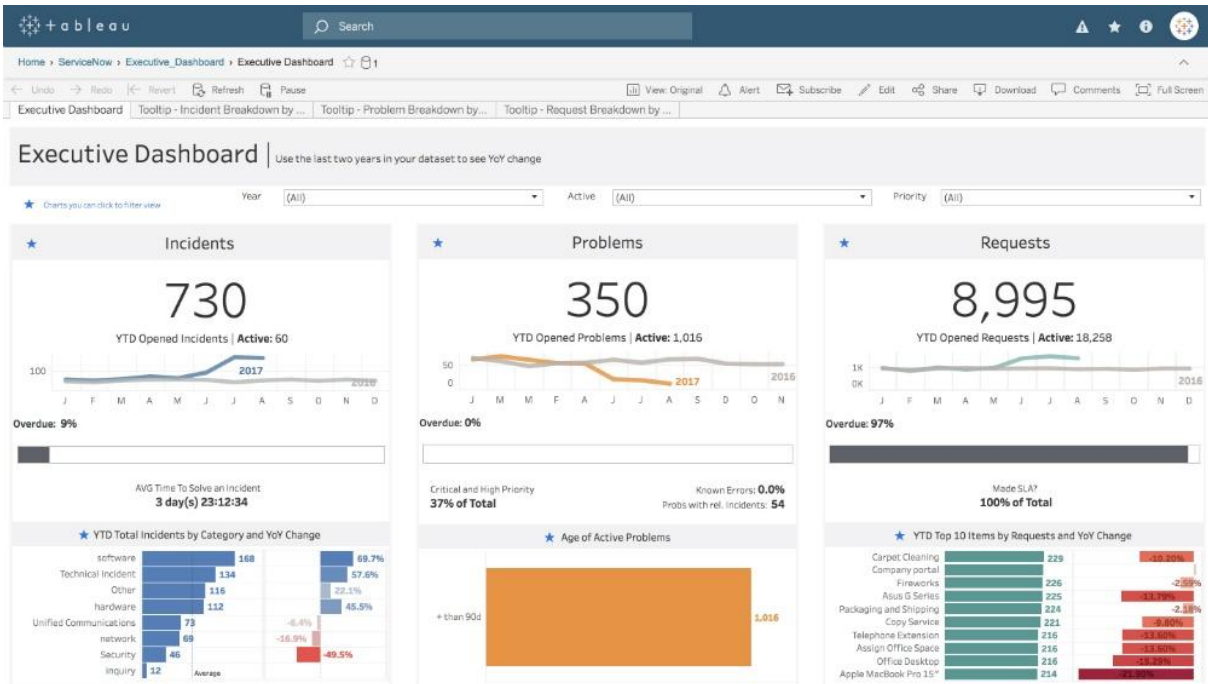 + a b l e a u
Search
Home › ServiceNow › Executive_Dashboard › Executive Dashboard 1
← Undo → Redo Revert Refresh Pause View: Original Alert Subscribe Edit Share Download Comments Full Screen
Executive Dashboard Tooltip - Incident Breakdown by ... Tooltip - Problem Breakdown by... Tooltip - Request Breakdown by ...
Executive Dashboard | Use the last two years in your dataset to see YoY change
★ Charts you can click to filter view Year (All) Active (All) Priority (All)
★ Incidents
730
YTD Opened Incidents | Active: 60
100
2017
2016
J F M A M J J A S O N D
Overdue: 9%
AVG Time To Solve an Incident
3 day(s) 23:12:34
★ YTD Total Incidents by Category and YoY Change
software 168 69.7%
Technical Incident 134 57.6%
Other 116 22.1%
hardware 112 45.5%
Unified Communications 73 -6.4%
network 69 -16.9%
Security 46 -49.5%
inquiry 12 Average
★ Problems
350
YTD Opened Problems | Active: 1,016
50
0
2017
2016
J M M F A J J A S D O N
Overdue: 0%
Critical and High Priority
37% of Total
Known Errors: 0.0%
Probs with rel. Incidents: 54
★ Age of Active Problems
+ than 90d 1,016
★ Requests
8,995
YTD Opened Requests | Active: 18,258
1K
0K
2016
J F M A M J J A S O N D
Overdue: 97%
Made SLA?
100% of Total
★ YTD Top 10 Items by Requests and YoY Change
Carpet Cleaning 229 -10.20%
Company portal
Fireworks 226 -2.59%
Asus G Series 225 -13.79%
Packaging and Shipping 224 -2.18%
Copy Service 221 -9.80%
Telephone Extension 216 -13.60%
Assign Office Space 216 -13.60%
Office Desktop 216
Apple MacBook Pro 15" 214